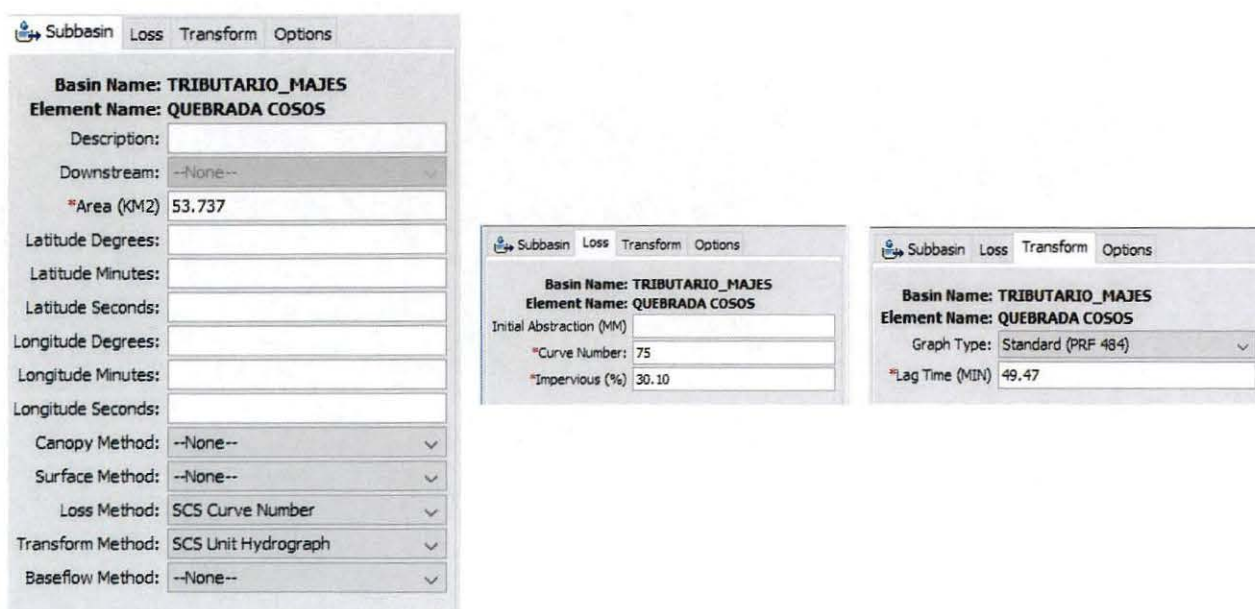 Subbasin Loss Transform Options
Basin Name: TRIBUTARIO_MAJES
Element Name: QUEBRADA COSOS
Description:
Downstream: --None--
*Area (KM2) 53.737
Latitude Degrees:
Latitude Minutes:
Latitude Seconds:
Longitude Degrees:
Longitude Minutes:
Longitude Seconds:
Canopy Method: --None--
Surface Method: --None--
Loss Method: SCS Curve Number
Transform Method: SCS Unit Hydrograph
Baseflow Method: --None--
Subbasin Loss Transform Options
Basin Name: TRIBUTARIO_MAJES
Element Name: QUEBRADA COSOS
Initial Abstraction (MM)
*Curve Number: 75
*Impervious (%) 30.10
Subbasin Loss Transform Options
Basin Name: TRIBUTARIO_MAJES
Element Name: QUEBRADA COSOS
Graph Type: Standard (PRF 484)
*Lag Time (MIN) 49.47